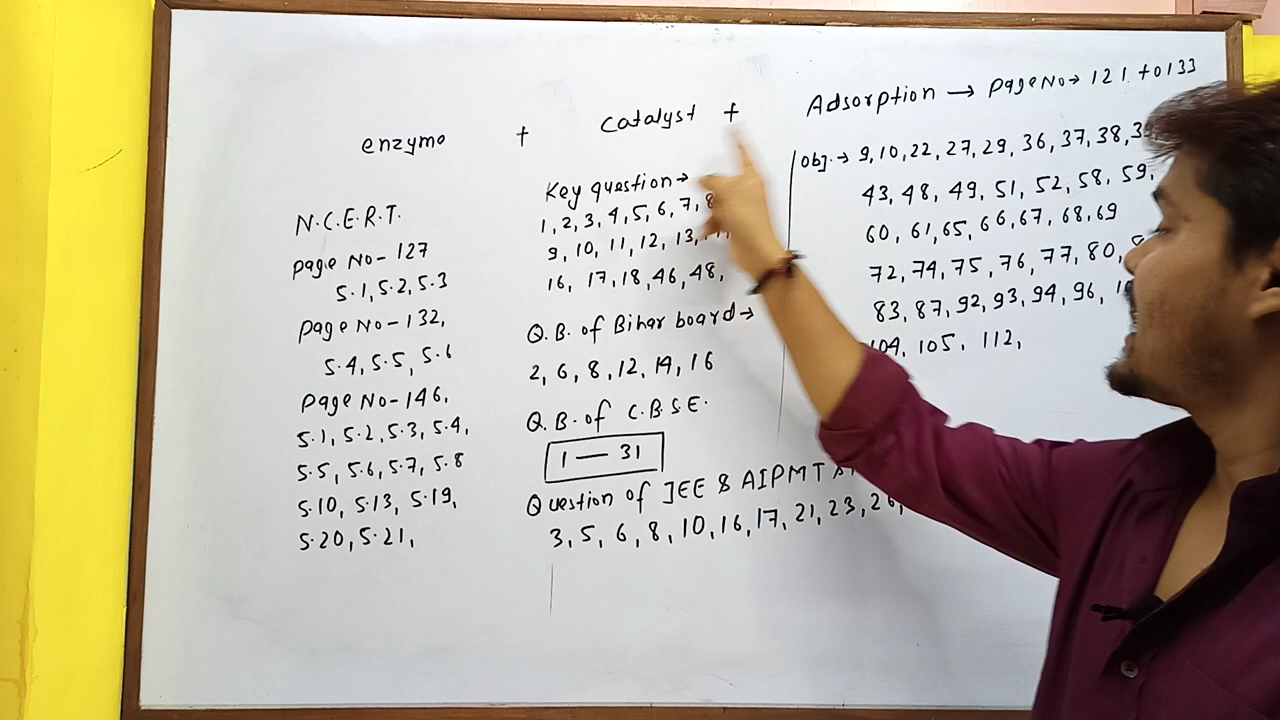 enzyme + Catalyst + Adsorption → Page No → 121 to 133
N.C.E.R.T.
Page No - 127
5.1, 5.2, 5.3
Page No - 132,
5.4, 5.5, 5.6
Page No - 146,
5.1, 5.2, 5.3, 5.4,
5.5, 5.6, 5.7, 5.8
5.10, 5.13, 5.19,
5.20, 5.21,
Key question →
1, 2, 3, 4, 5, 6, 7, 8
9, 10, 11, 12, 13,
16, 17, 18, 46, 48,
Q.B. of Bihar board →
2, 6, 8, 12, 14, 16
Q.B. of C.B.S.E.
1 — 31
Question of JEE & AIPMT
3, 5, 6, 8, 10, 16, 17, 21, 23, 26,
Obj. → 9, 10, 22, 27, 29, 36, 37, 38,
43, 48, 49, 51, 52, 58, 59,
60, 61, 65, 66, 67, 68, 69
72, 74, 75, 76, 77, 80,
83, 87, 92, 93, 94, 96,
104, 105, 112,